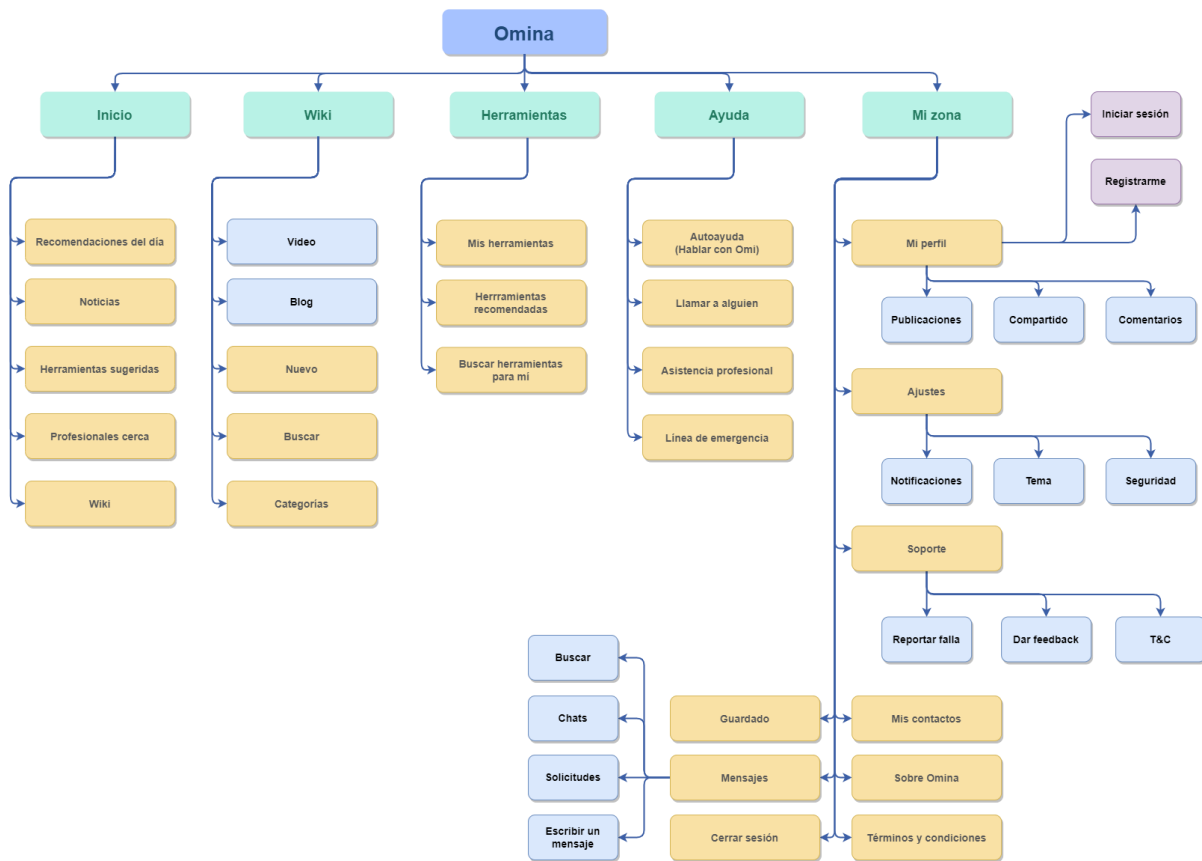 Omina
Inicio
Wiki
Herramientas
Ayuda
Mi zona
Iniciar sesión
Registrarme
Recomendaciones del día
Noticias
Herramientas sugeridas
Profesionales cerca
Wiki
Video
Blog
Nuevo
Buscar
Categorías
Mis herramientas
Herrramientas
recomendadas
Buscar herramientas
para mí
Autoayuda
(Hablar con Omi)
Llamar a alguien
Asistencia profesional
Línea de emergencia
Mi perfil
Publicaciones
Compartido
Comentarios
Ajustes
Notificaciones
Tema
Seguridad
Soporte
Reportar falla
Dar feedback
T&C
Buscar
Chats
Solicitudes
Escribir un
mensaje
Guardado
Mensajes
Cerrar sesión
Mis contactos
Sobre Omina
Términos y condiciones